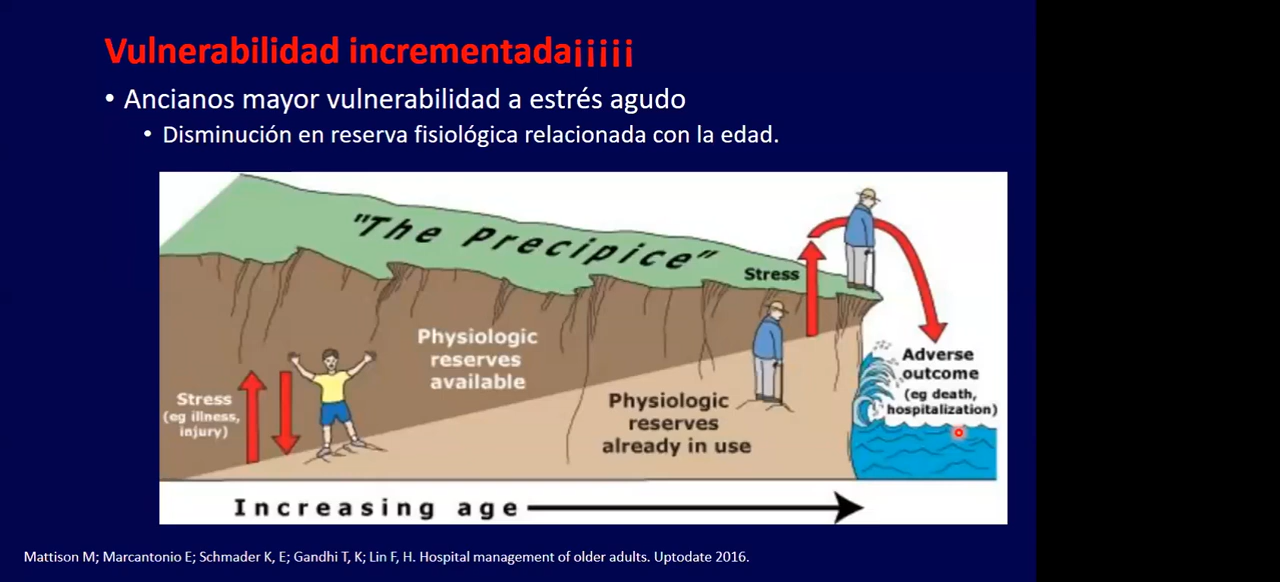 Vulnerabilidad incrementada¡¡¡¡¡
• Ancianos mayor vulnerabilidad a estrés agudo
• Disminución en reserva fisiológica relacionada con la edad.
"The Precipice"
Stress
Physiologic
reserves
available
Stress
(eg illness,
injury)
Physiologic
reserves
already in use
Adverse
outcome
(eg death,
hospitalization)
Increasing age
Mattison M; Marcantonio E; Schmader K, E; Gandhi T, K; Lin F, H. Hospital management of older adults. Uptodate 2016.